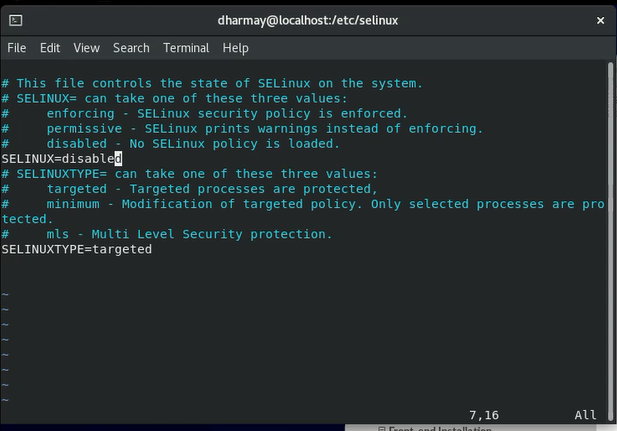 dharmay@localhost:/etc/selinux
File Edit View Search Terminal Help
# This file controls the state of SELinux on the system.
# SELINUX= can take one of these three values:
#     enforcing - SELinux security policy is enforced.
#     permissive - SELinux prints warnings instead of enforcing.
#     disabled - No SELinux policy is loaded.
SELINUX=disabled
# SELINUXTYPE= can take one of these three values:
#     targeted - Targeted processes are protected,
#     minimum - Modification of targeted policy. Only selected processes are pro
tected.
#     mls - Multi Level Security protection.
SELINUXTYPE=targeted
~
~
~
~
~
~
~
~
7,16 All
Front-end Installation